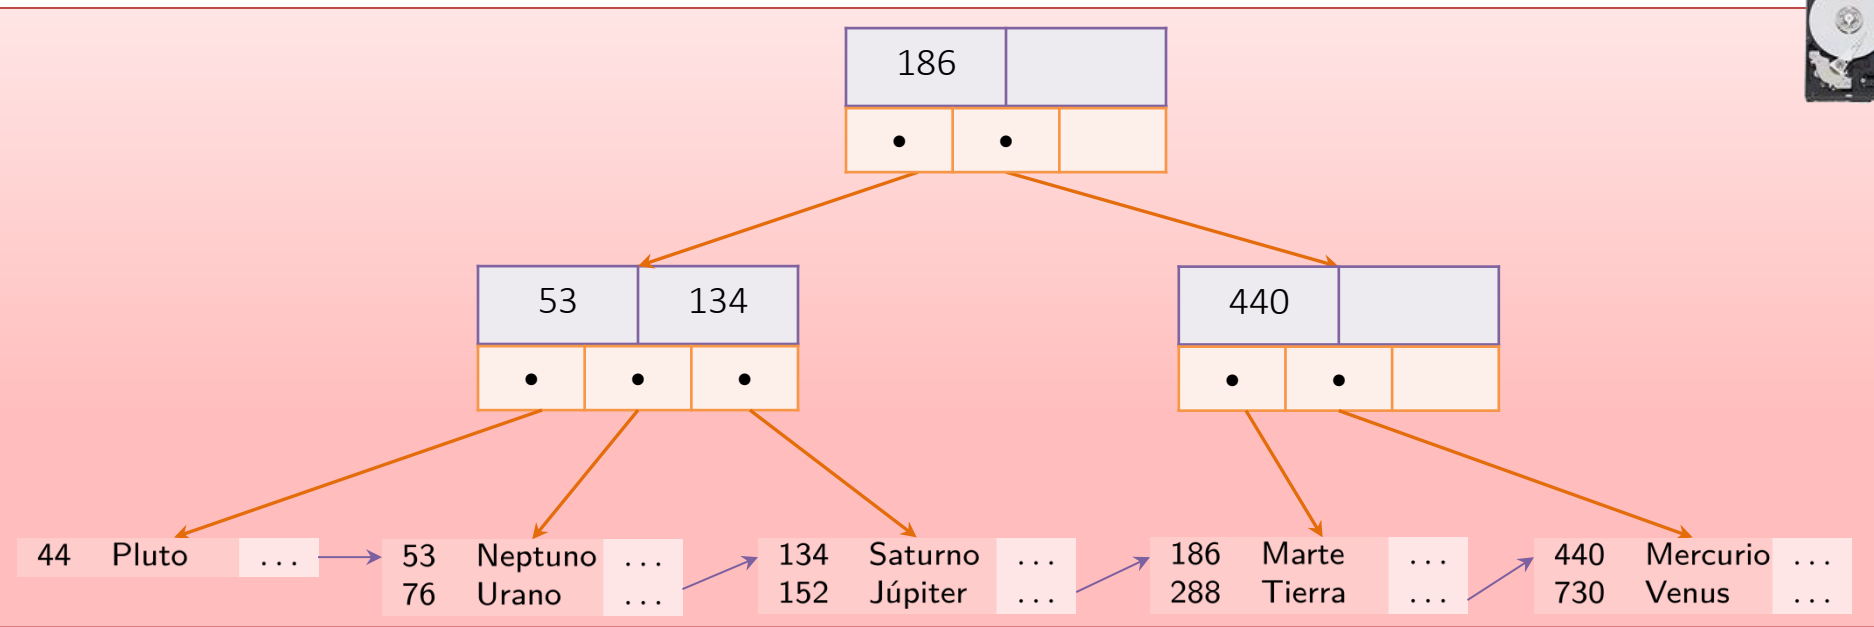 186
53 134
440
44 Pluto ...
53 Neptuno ...
76 Urano ...
134 Saturno ...
152 Júpiter ...
186 Marte ...
288 Tierra ...
440 Mercurio ...
730 Venus ...